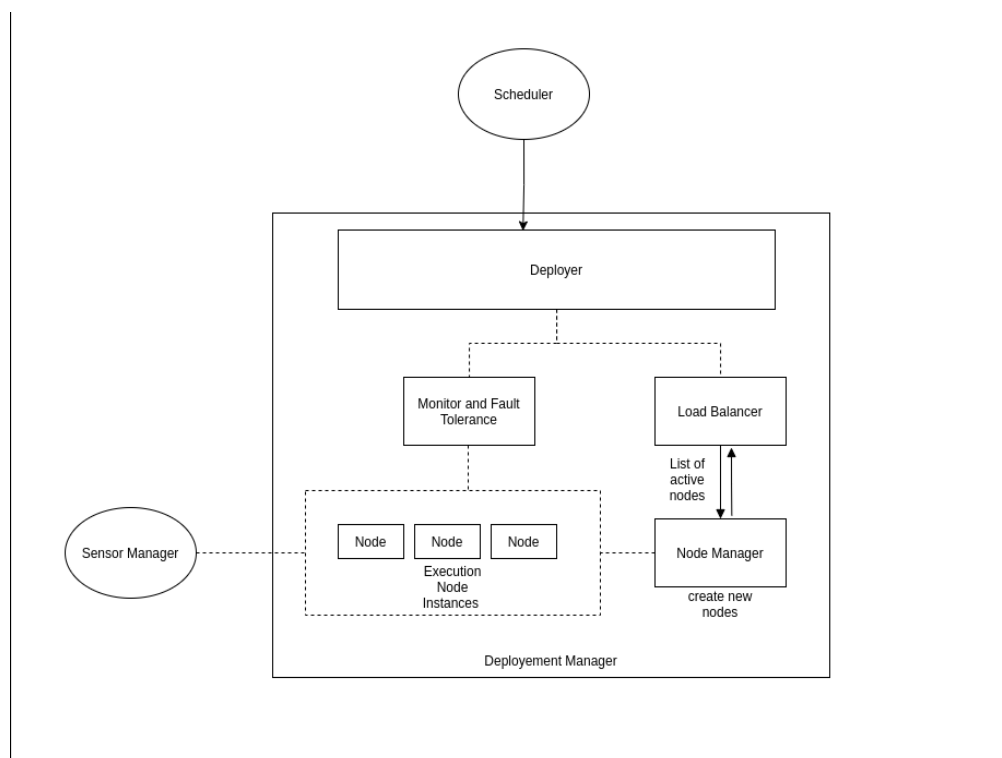 Scheduler
Deployer
Monitor and Fault
Tolerance
Load Balancer
List of
active
nodes
Sensor Manager
Node
Node
Node
Execution
Node
Instances
Node Manager
create new
nodes
Deployement Manager